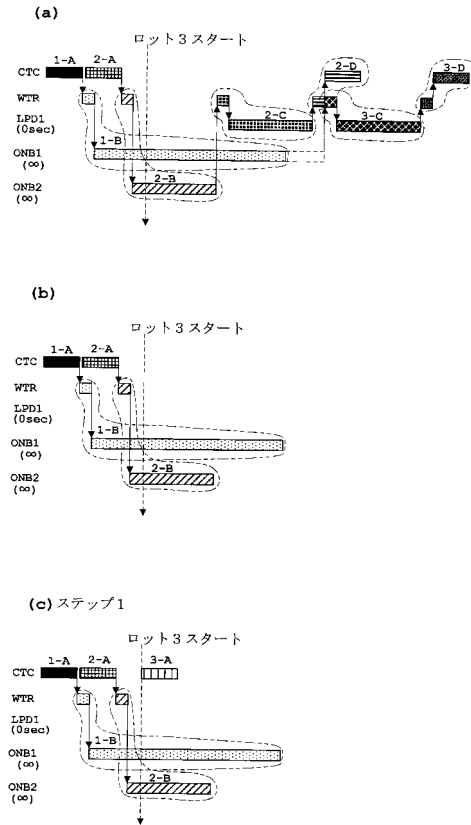 (a)
ロット3スタート
1-A
2-A
2-D
3-D
CTC
WTR
LPD1
(0sec)
2-C
3-C
1-B
ONB1
(∞)
2-B
ONB2
(∞)
(b)
ロット3スタート
1-A
2-A
CTC
WTR
LPD1
(0sec)
1-B
ONB1
(∞)
2-B
ONB2
(∞)
(c) ステップ1
ロット3スタート
1-A
2-A
3-A
CTC
WTR
LPD1
(0sec)
1-B
ONB1
(∞)
2-B
ONB2
(∞)